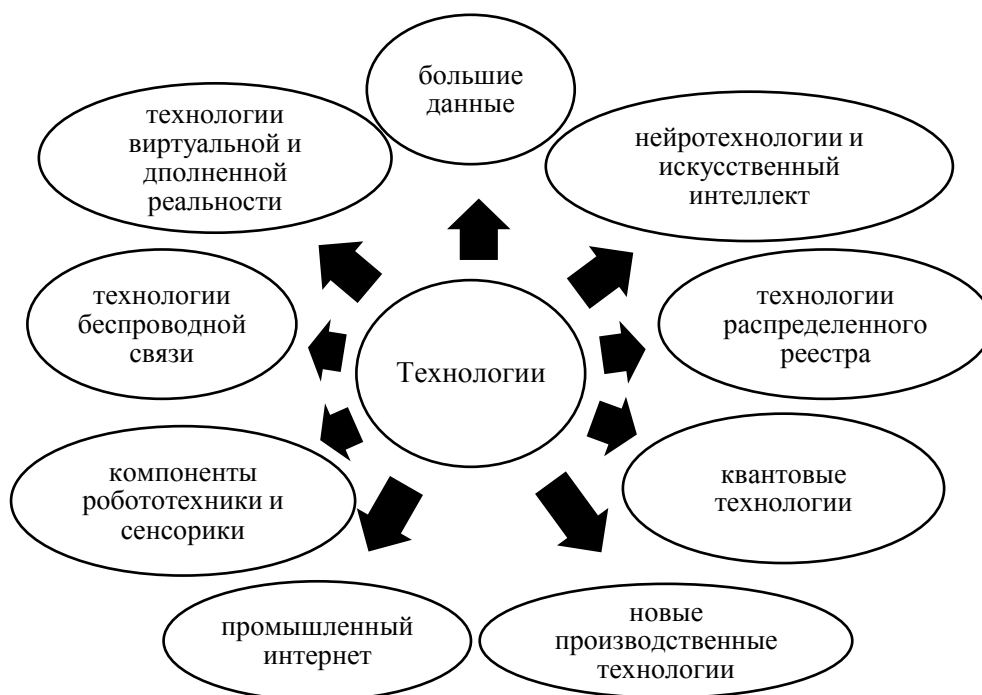 большие
данные
технологии
виртуальной и
дполненной
реальности
нейротехнологии и
искусственный
интеллект
технологии
беспроводной
связи
технологии
распределенного
реестра
Технологии
компоненты
робототехники и
сенсорики
квантовые
технологии
промышленный
интернет
новые
производственные
технологии